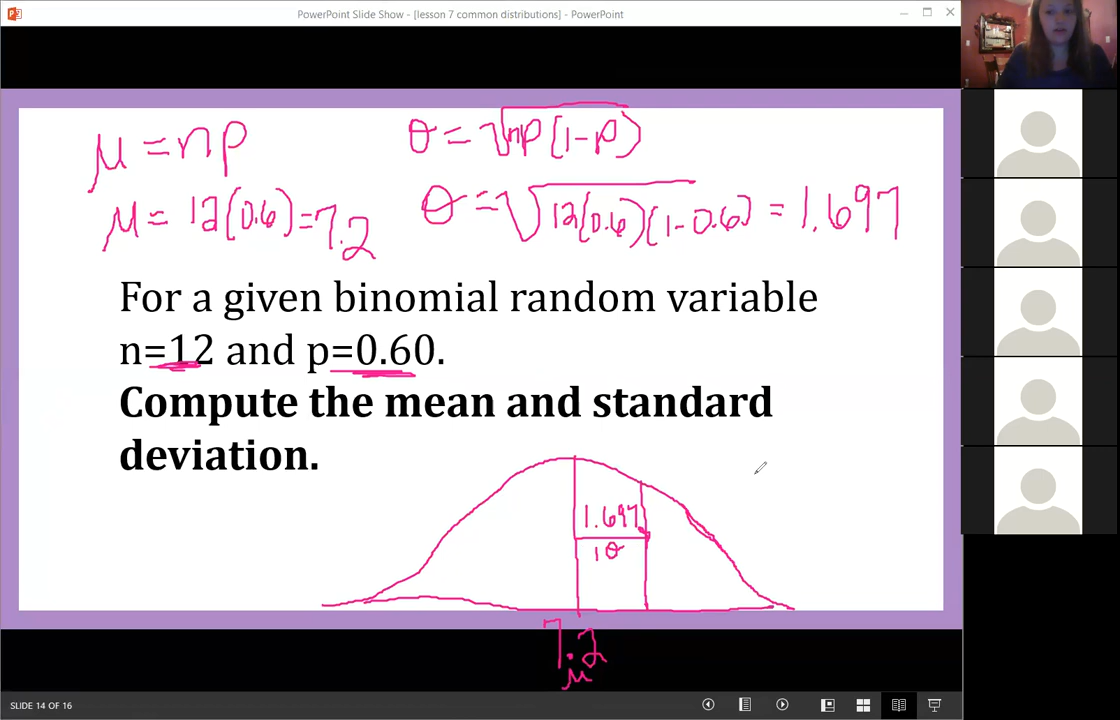 PowerPoint Slide Show - [lesson 7 common distributions] - PowerPoint
μ = np
θ = √np(1-p)
μ = 12(0.6)=7.2
θ = √12(0.6)(1-0.6) = 1.697
For a given binomial random variable
n=12 and p=0.60.
Compute the mean and standard
deviation.
1.697
1θ
7.2
μ
SLIDE 14 OF 16